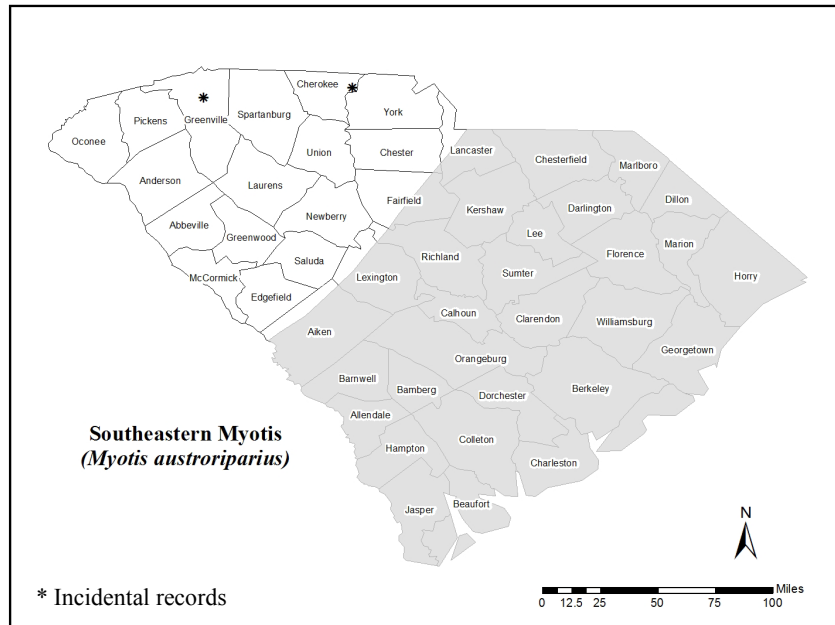 Cherokee
York
Spartanburg
Greenville
Pickens
Oconee
Union
Chester
Lancaster
Chesterfield
Marlboro
Dillon
Anderson
Laurens
Fairfield
Kershaw
Darlington
Marion
Abbeville
Greenwood
Newberry
Lee
Florence
Horry
Saluda
Richland
Sumter
McCormick
Lexington
Edgefield
Calhoun
Clarendon
Williamsburg
Aiken
Georgetown
Orangeburg
Barnwell
Bamberg
Dorchester
Berkeley
Allendale
Southeastern Myotis
(Myotis austroriparius)
Hampton
Colleton
Charleston
Jasper
Beaufort
N
* Incidental records
Miles
0 12.5 25 50 75 100